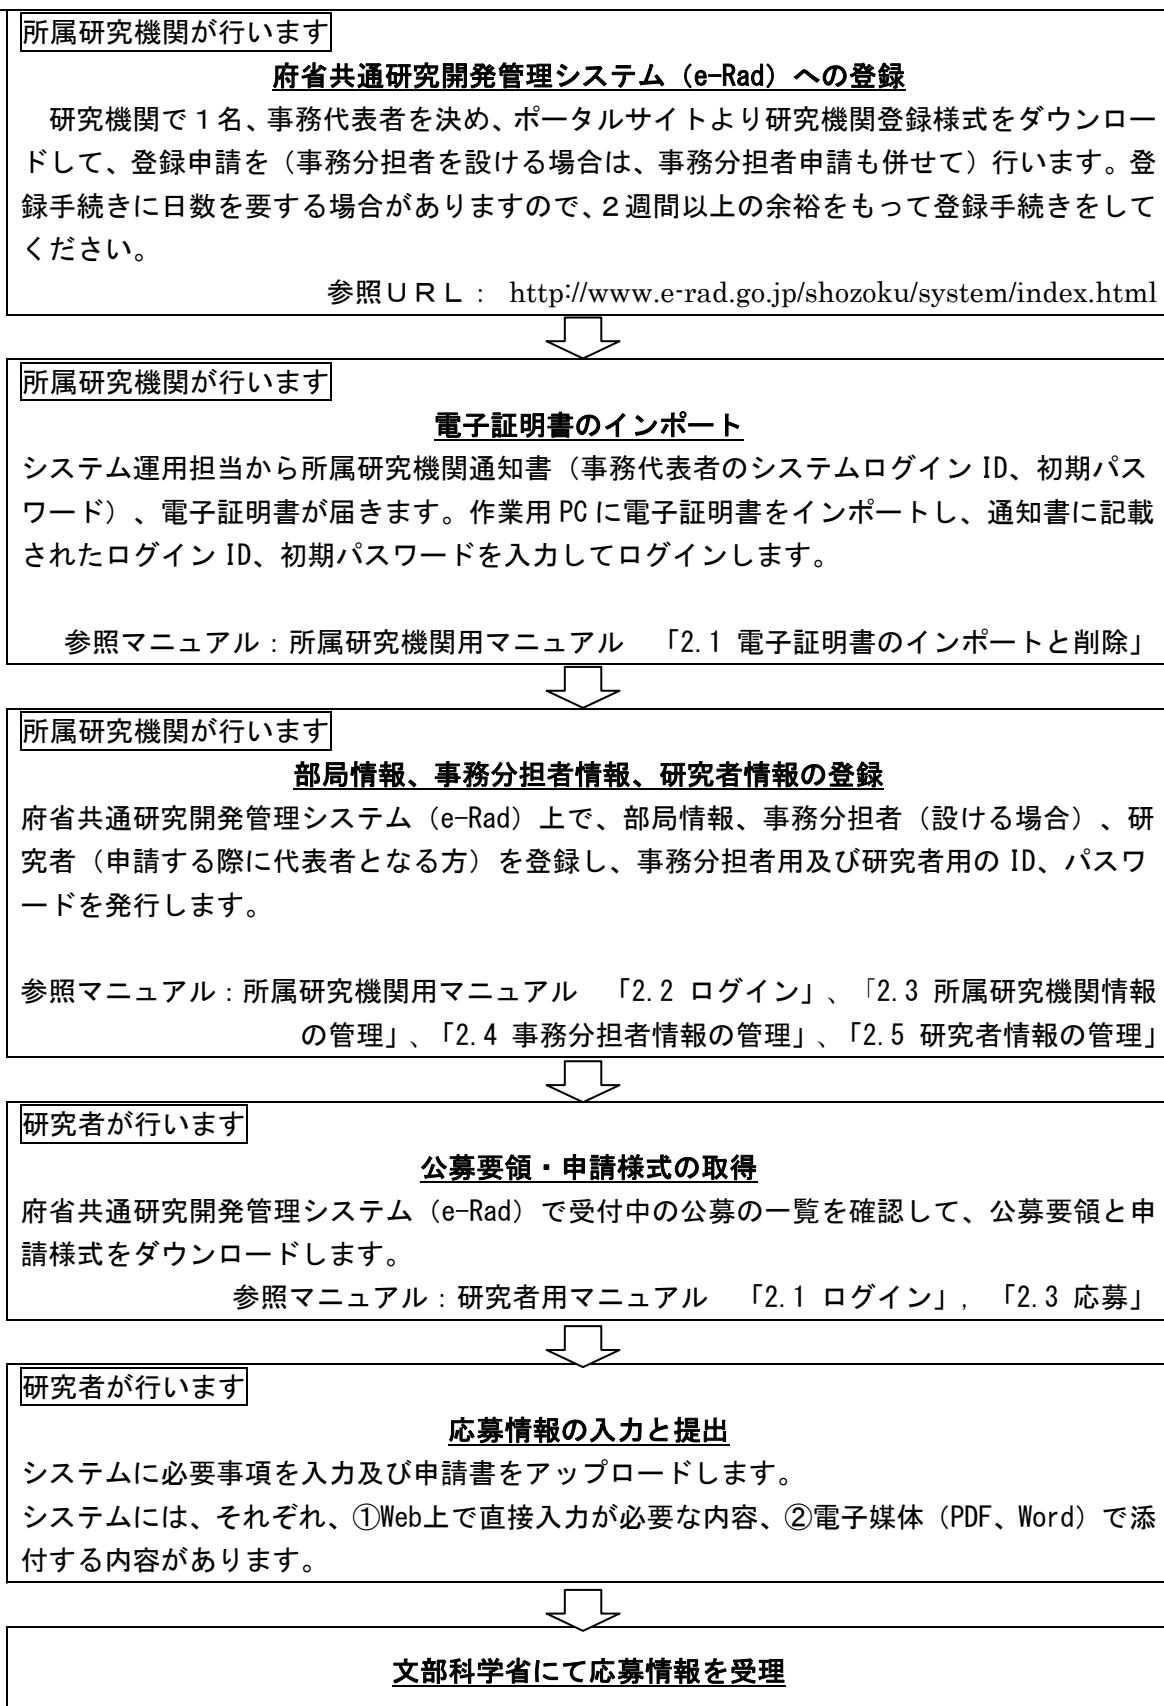 所属研究機関が行います
府省共通研究開発管理システム（e-Rad）への登録
研究機関で１名、事務代表者を決め、ポータルサイトより研究機関登録様式をダウンロー
ドして、登録申請を（事務分担者を設ける場合は、事務分担者申請も併せて）行います。登
録手続きに日数を要する場合がありますので、２週間以上の余裕をもって登録手続きをして
ください。
参照ＵＲＬ： http://www.e-rad.go.jp/shozoku/system/index.html
所属研究機関が行います
電子証明書のインポート
システム運用担当から所属研究機関通知書（事務代表者のシステムログイン ID、初期パス
ワード）、電子証明書が届きます。作業用 PC に電子証明書をインポートし、通知書に記載
されたログイン ID、初期パスワードを入力してログインします。
参照マニュアル：所属研究機関用マニュアル 「2.1 電子証明書のインポートと削除」
所属研究機関が行います
部局情報、事務分担者情報、研究者情報の登録
府省共通研究開発管理システム（e-Rad）上で、部局情報、事務分担者（設ける場合）、研
究者（申請する際に代表者となる方）を登録し、事務分担者用及び研究者用の ID、パスワ
ードを発行します。
参照マニュアル：所属研究機関用マニュアル 「2.2 ログイン」、「2.3 所属研究機関情報
の管理」、「2.4 事務分担者情報の管理」、「2.5 研究者情報の管理」
研究者が行います
公募要領・申請様式の取得
府省共通研究開発管理システム（e-Rad）で受付中の公募の一覧を確認して、公募要領と申
請様式をダウンロードします。
参照マニュアル：研究者用マニュアル 「2.1 ログイン」, 「2.3 応募」
研究者が行います
応募情報の入力と提出
システムに必要事項を入力及び申請書をアップロードします。
システムには、それぞれ、①Web上で直接入力が必要な内容、②電子媒体（PDF、Word）で添
付する内容があります。
文部科学省にて応募情報を受理